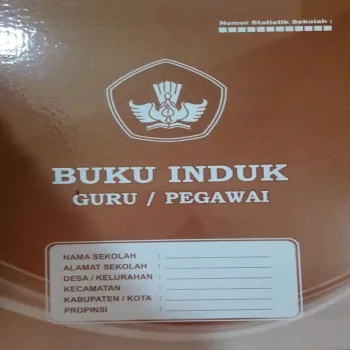 Nomor Statistik Sekolah :
BUKU INDUK
GURU / PEGAWAI
NAMA SEKOLAH :
ALAMAT SEKOLAH :
DESA / KELURAHAN :
KECAMATAN :
KABUPATEN / KOTA :
PROPINSI :